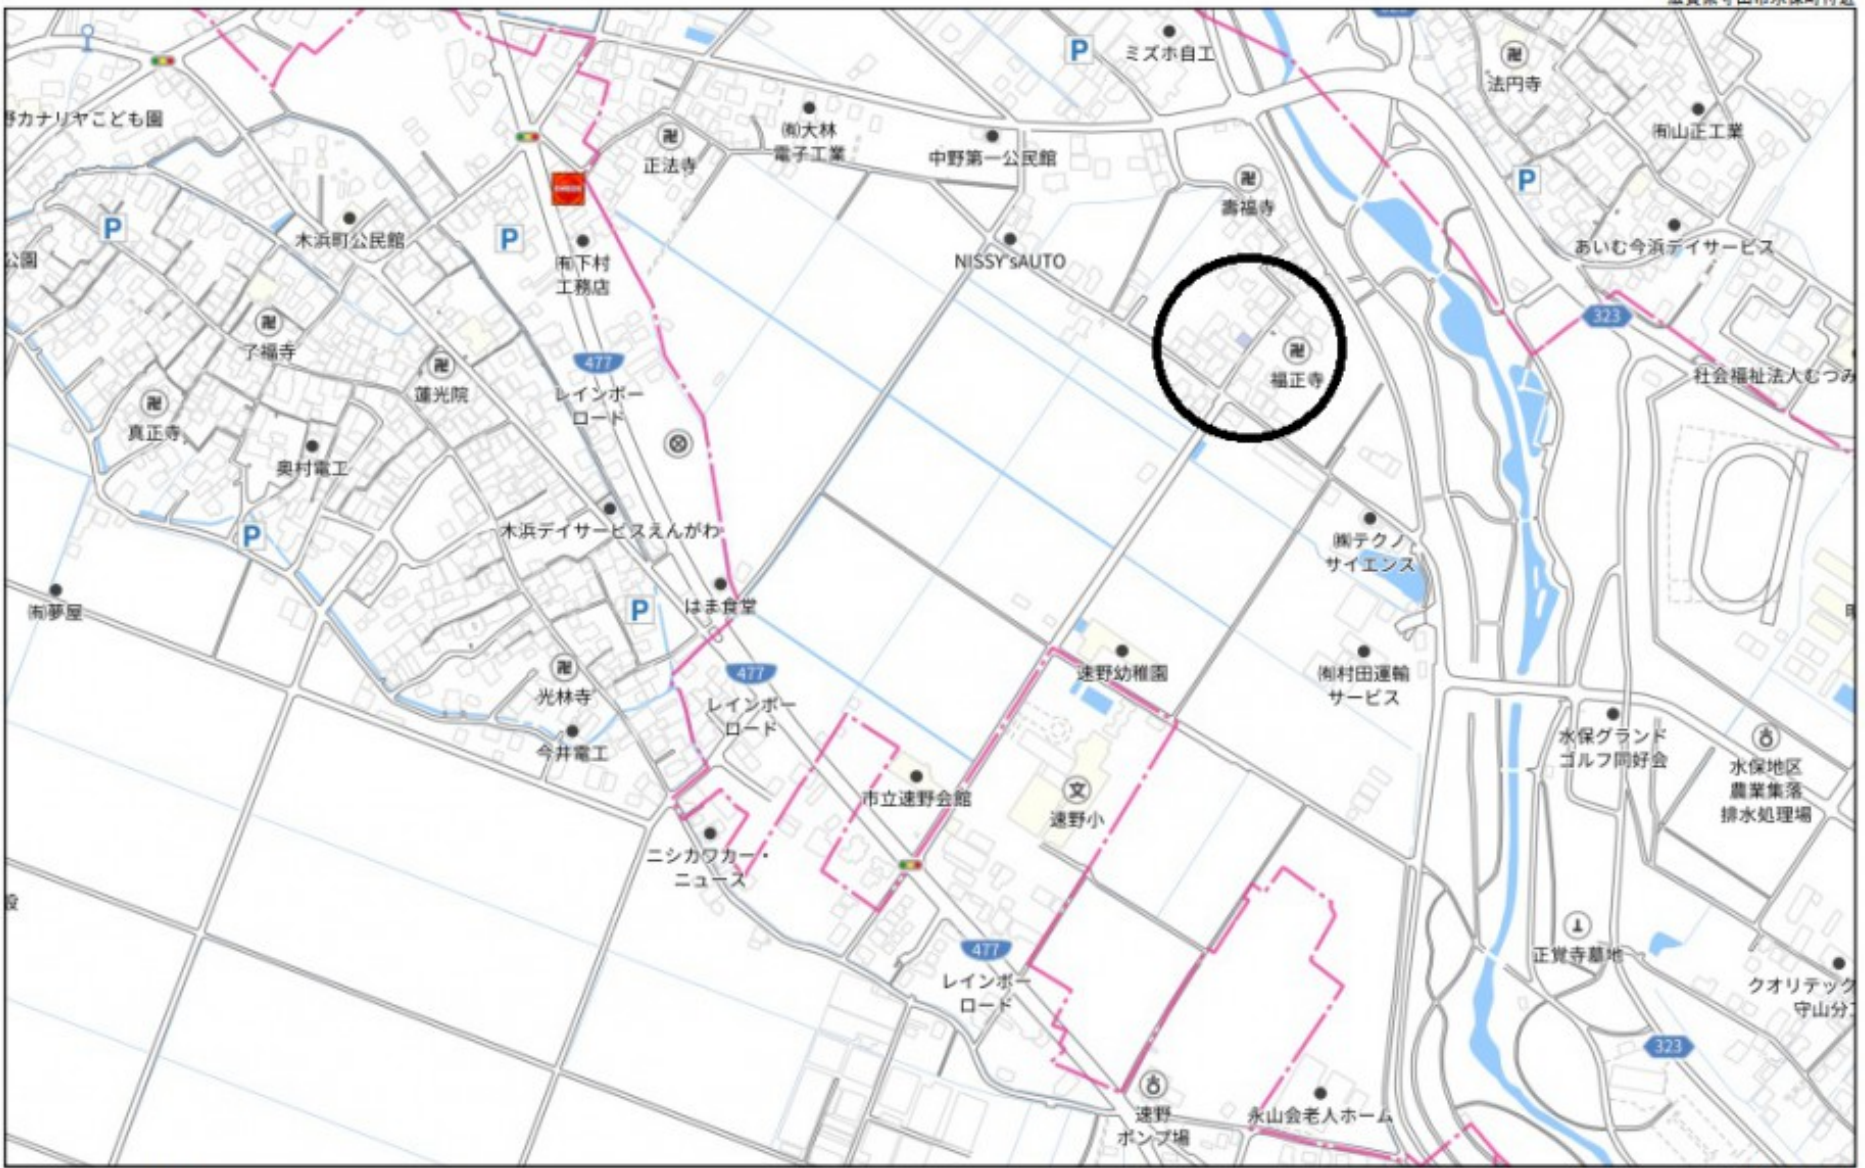 ミズホ自工
法円寺
野カナリヤこども園
㈲大林
電子工業
㈲山正工業
正法寺
中野第一公民館
P
P
壽福寺
木浜町公民館
P
P
あいむ今浜デイサービス
公園
㈲下村
工務店
NISSY'sAUTO
323
了福寺
蓮光院
477
レインボー
ロード
福正寺
社会福祉法人むつみ
真正寺
奥村電工
木浜デイサービスえんがわ
P
㈱テクノ
サイエンス
㈲夢屋
はま食堂
P
光林寺
477
レインボー
ロード
速野幼稚園
㈲村田運輸
サービス
今井電工
水保グランド
ゴルフ同好会
水保地区
農業集落
排水処理場
市立速野会館
文
速野小
ニシカワカー・
ニュース
設
477
レインボー
ロード
正覚寺墓地
クオリテック
守山分工
323
速野
ポンプ場
永山会老人ホーム